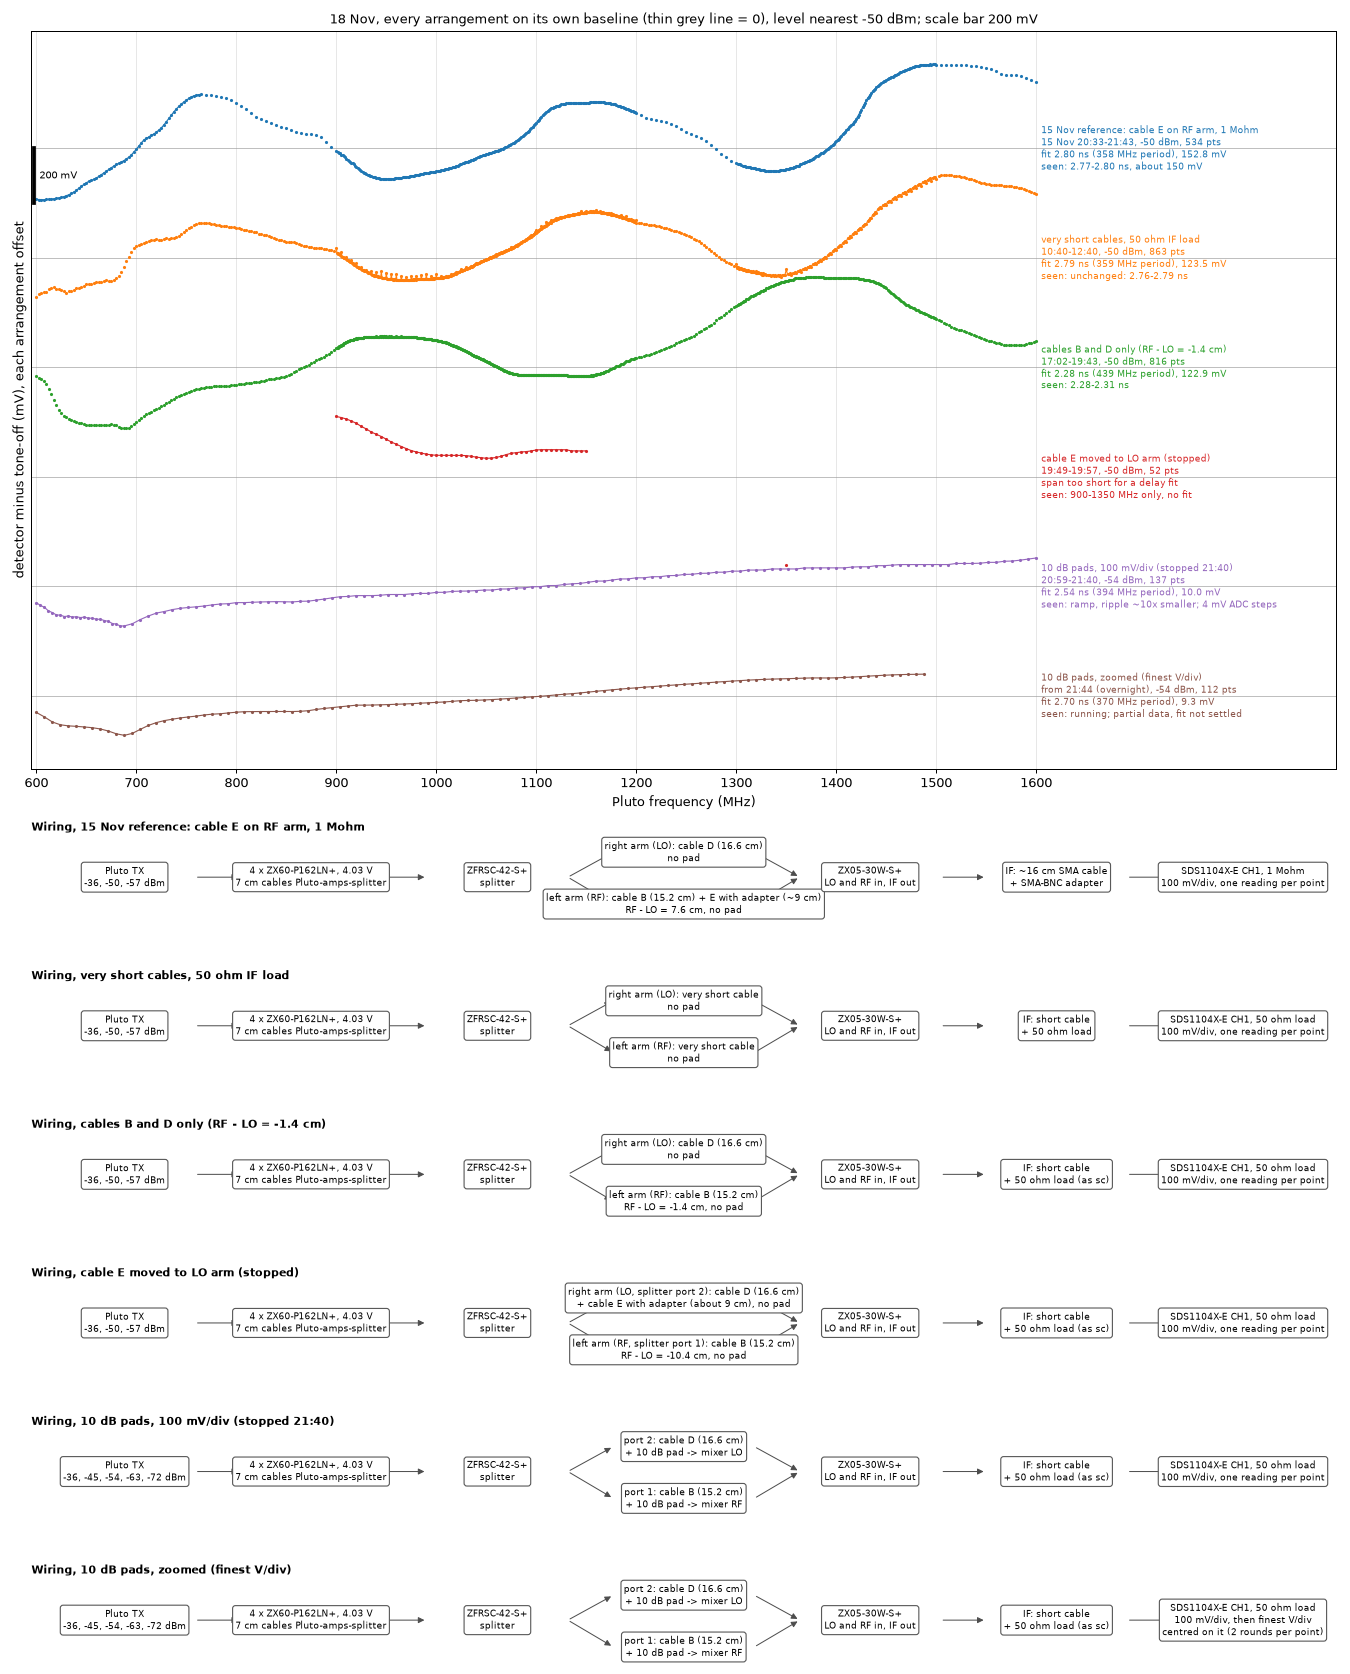 18 Nov, every arrangement on its own baseline (thin grey line = 0), level nearest -50 dBm; scale bar 200 mV
detector minus tone-off (mV), each arrangement offset
200 mV
15 Nov reference: cable E on RF arm, 1 Mohm
15 Nov 20:33-21:43, -50 dBm, 534 pts
fit 2.80 ns (358 MHz period), 152.8 mV
seen: 2.77-2.80 ns, about 150 mV
very short cables, 50 ohm IF load
10:40-12:40, -50 dBm, 863 pts
fit 2.79 ns (359 MHz period), 123.5 mV
seen: unchanged: 2.76-2.79 ns
cables B and D only (RF - LO = -1.4 cm)
17:02-19:43, -50 dBm, 816 pts
fit 2.28 ns (439 MHz period), 122.9 mV
seen: 2.28-2.31 ns
cable E moved to LO arm (stopped)
19:49-19:57, -50 dBm, 52 pts
span too short for a delay fit
seen: 900-1350 MHz only, no fit
10 dB pads, 100 mV/div (stopped 21:40)
20:59-21:40, -54 dBm, 137 pts
fit 2.54 ns (394 MHz period), 10.0 mV
seen: ramp, ripple ~10x smaller; 4 mV ADC steps
10 dB pads, zoomed (finest V/div)
from 21:44 (overnight), -54 dBm, 112 pts
fit 2.70 ns (370 MHz period), 9.3 mV
seen: running; partial data, fit not settled
600 700 800 900 1000 1100 1200 1300 1400 1500 1600
Pluto frequency (MHz)
Wiring, 15 Nov reference: cable E on RF arm, 1 Mohm
Pluto TX
-36, -50, -57 dBm
4 x ZX60-P162LN+, 4.03 V
7 cm cables Pluto-amps-splitter
ZFRSC-42-S+
splitter
right arm (LO): cable D (16.6 cm)
no pad
left arm (RF): cable B (15.2 cm) + E with adapter (~9 cm)
RF - LO = 7.6 cm, no pad
ZX05-30W-S+
LO and RF in, IF out
IF: ~16 cm SMA cable
+ SMA-BNC adapter
SDS1104X-E CH1, 1 Mohm
100 mV/div, one reading per point
Wiring, very short cables, 50 ohm IF load
Pluto TX
-36, -50, -57 dBm
4 x ZX60-P162LN+, 4.03 V
7 cm cables Pluto-amps-splitter
ZFRSC-42-S+
splitter
right arm (LO): very short cable
no pad
left arm (RF): very short cable
no pad
ZX05-30W-S+
LO and RF in, IF out
IF: short cable
+ 50 ohm load
SDS1104X-E CH1, 50 ohm load
100 mV/div, one reading per point
Wiring, cables B and D only (RF - LO = -1.4 cm)
Pluto TX
-36, -50, -57 dBm
4 x ZX60-P162LN+, 4.03 V
7 cm cables Pluto-amps-splitter
ZFRSC-42-S+
splitter
right arm (LO): cable D (16.6 cm)
no pad
left arm (RF): cable B (15.2 cm)
RF - LO = -1.4 cm, no pad
ZX05-30W-S+
LO and RF in, IF out
IF: short cable
+ 50 ohm load (as sc)
SDS1104X-E CH1, 50 ohm load
100 mV/div, one reading per point
Wiring, cable E moved to LO arm (stopped)
Pluto TX
-36, -50, -57 dBm
4 x ZX60-P162LN+, 4.03 V
7 cm cables Pluto-amps-splitter
ZFRSC-42-S+
splitter
right arm (LO, splitter port 2): cable D (16.6 cm)
+ cable E with adapter (about 9 cm), no pad
left arm (RF, splitter port 1): cable B (15.2 cm)
RF - LO = -10.4 cm, no pad
ZX05-30W-S+
LO and RF in, IF out
IF: short cable
+ 50 ohm load (as sc)
SDS1104X-E CH1, 50 ohm load
100 mV/div, one reading per point
Wiring, 10 dB pads, 100 mV/div (stopped 21:40)
Pluto TX
-36, -45, -54, -63, -72 dBm
4 x ZX60-P162LN+, 4.03 V
7 cm cables Pluto-amps-splitter
ZFRSC-42-S+
splitter
port 2: cable D (16.6 cm)
+ 10 dB pad -> mixer LO
port 1: cable B (15.2 cm)
+ 10 dB pad -> mixer RF
ZX05-30W-S+
LO and RF in, IF out
IF: short cable
+ 50 ohm load (as sc)
SDS1104X-E CH1, 50 ohm load
100 mV/div, one reading per point
Wiring, 10 dB pads, zoomed (finest V/div)
Pluto TX
-36, -45, -54, -63, -72 dBm
4 x ZX60-P162LN+, 4.03 V
7 cm cables Pluto-amps-splitter
ZFRSC-42-S+
splitter
port 2: cable D (16.6 cm)
+ 10 dB pad -> mixer LO
port 1: cable B (15.2 cm)
+ 10 dB pad -> mixer RF
ZX05-30W-S+
LO and RF in, IF out
IF: short cable
+ 50 ohm load (as sc)
SDS1104X-E CH1, 50 ohm load
100 mV/div, then finest V/div
centred on it (2 rounds per point)